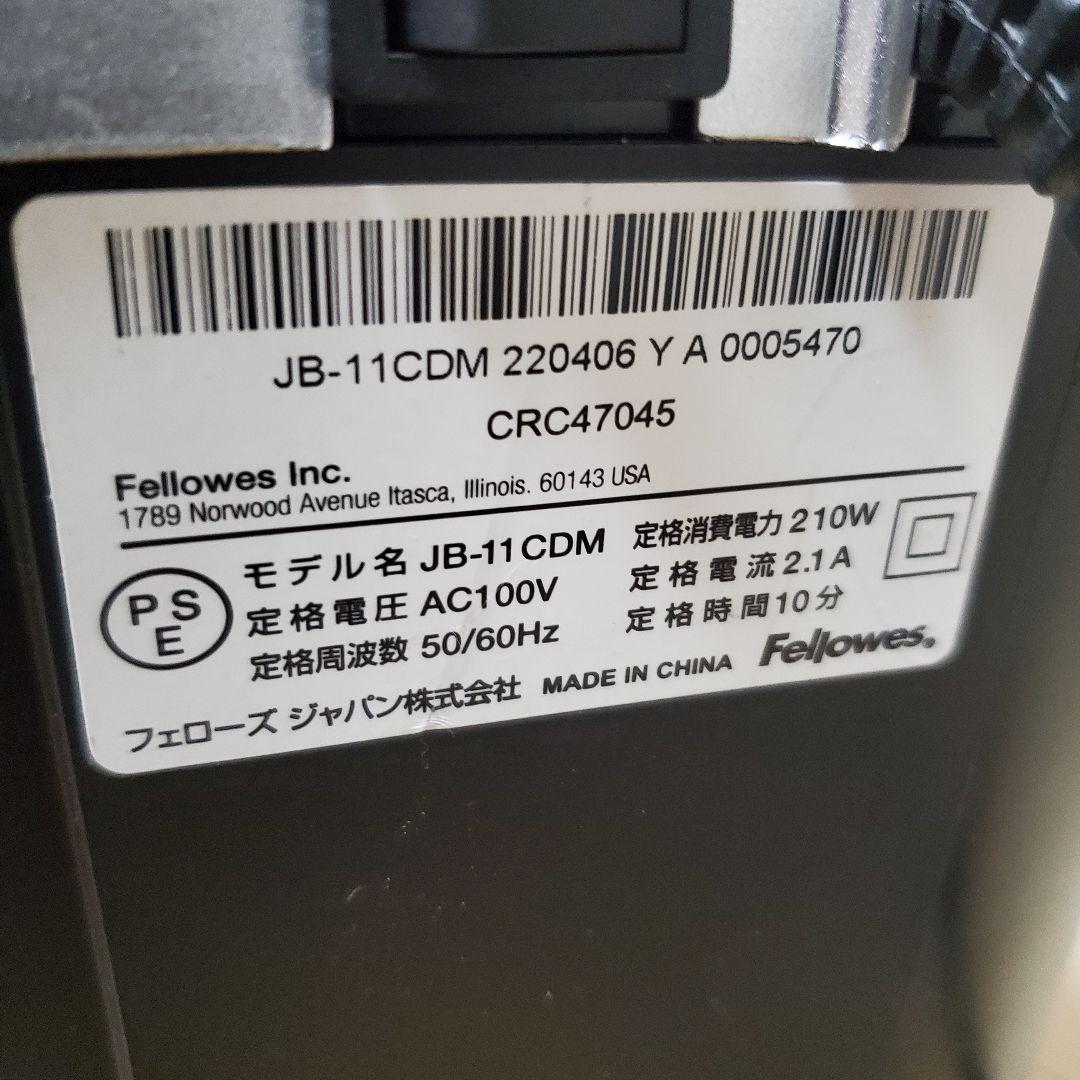 JB-11CDM 220406 Y A 0005470
CRC47045
Fellowes Inc.
1789 Norwood Avenue Itasca, Illinois. 60143 USA
PSE
モデル名 JB-11CDM 定格消費電力 210W
定格電圧 AC100V 定格電流 2.1A
定格周波数 50/60Hz 定格時間10分
フェローズ ジャパン株式会社 MADE IN CHINA Fellowes.